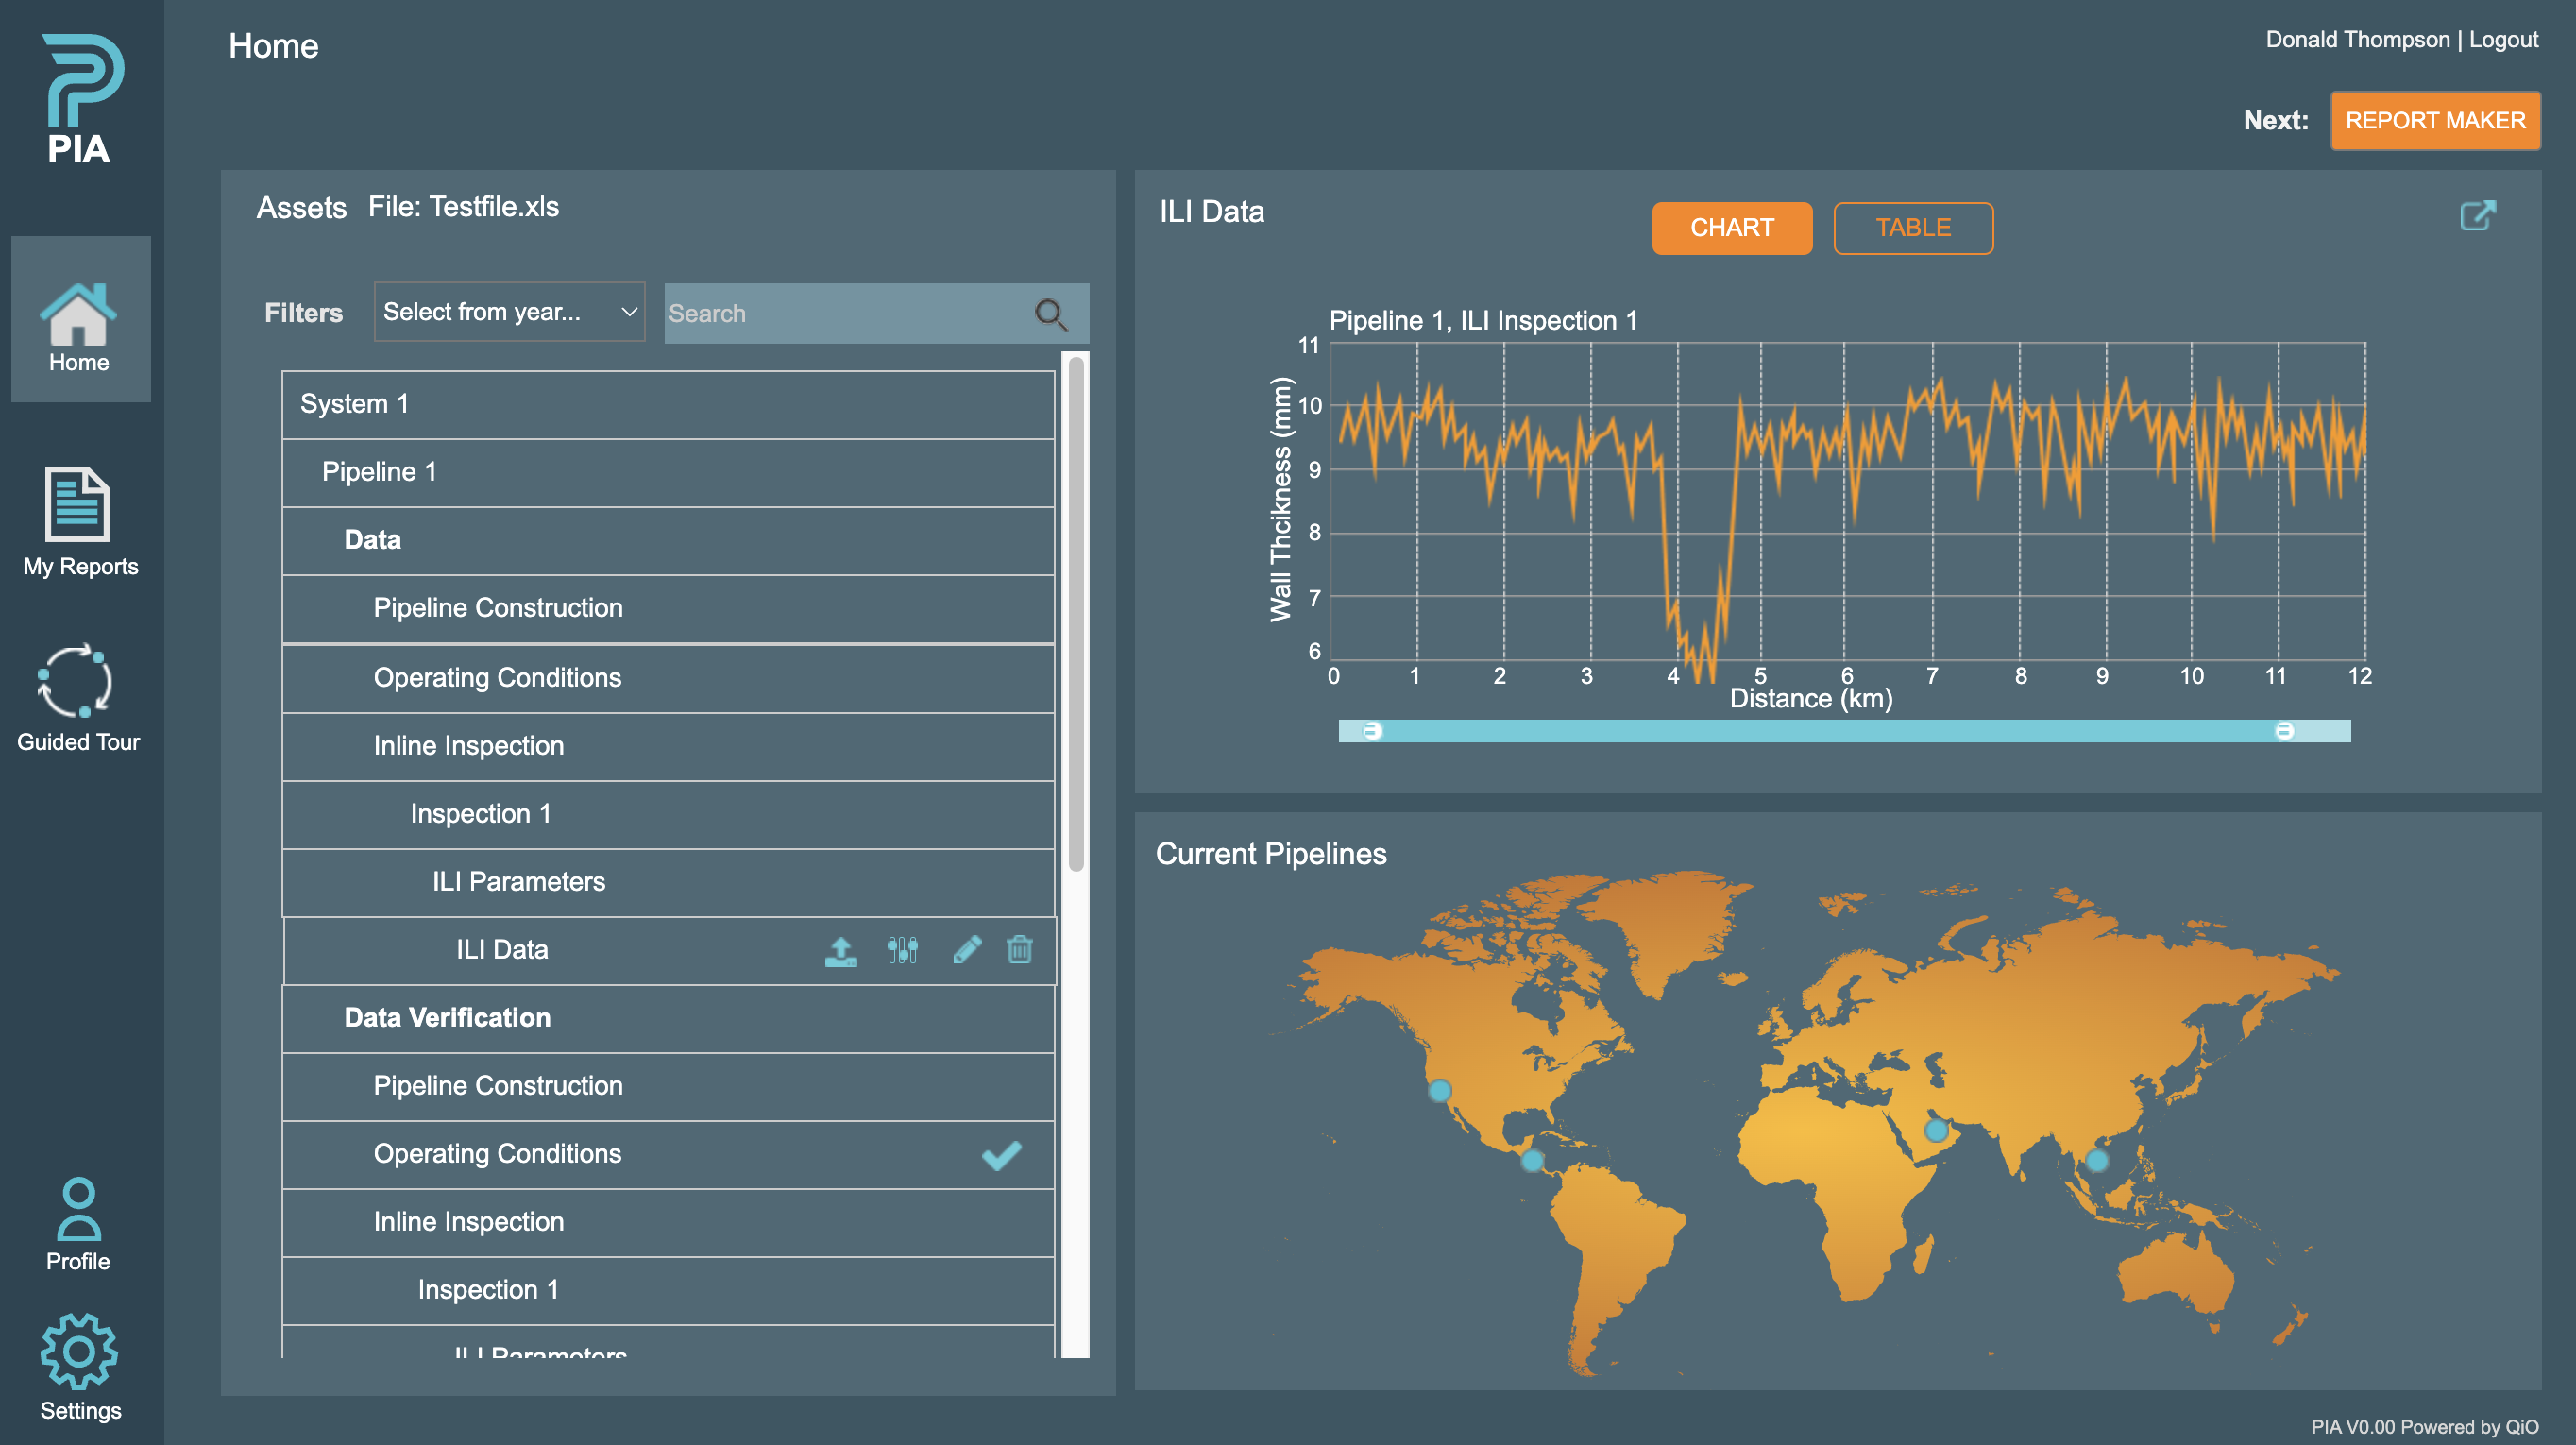 PIA
Home
My Reports
Guided Tour
Profile
Settings
Home
Donald Thompson | Logout
Next: REPORT MAKER
Assets File: Testfile.xls
Filters Select from year... Search
System 1
Pipeline 1
Data
Pipeline Construction
Operating Conditions
Inline Inspection
Inspection 1
ILI Parameters
ILI Data
Data Verification
Pipeline Construction
Operating Conditions
Inline Inspection
Inspection 1
ILI Parameters
ILI Data
CHART TABLE
Pipeline 1, ILI Inspection 1
Wall Thcikness (mm)
11
10
9
8
7
6
0 1 2 3 4 5 6 7 8 9 10 11 12
Distance (km)
Current Pipelines
PIA V0.00 Powered by QiO